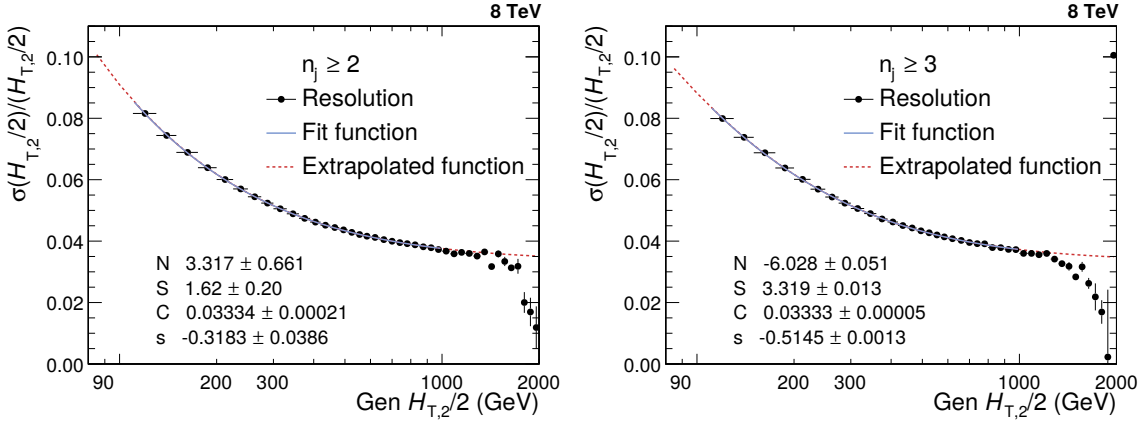 8 TeV
σ(H_T,2/2)/(H_T,2/2)
0.10
0.08
0.06
0.04
0.02
0.00
n_j ≥ 2
Resolution
Fit function
Extrapolated function
N 3.317 ± 0.661
S 1.62 ± 0.20
C 0.03334 ± 0.00021
s -0.3183 ± 0.0386
90 200 300 1000 2000
Gen H_T,2/2 (GeV)
8 TeV
σ(H_T,2/2)/(H_T,2/2)
0.10
0.08
0.06
0.04
0.02
0.00
n_j ≥ 3
Resolution
Fit function
Extrapolated function
N -6.028 ± 0.051
S 3.319 ± 0.013
C 0.03333 ± 0.00005
s -0.5145 ± 0.0013
90 200 300 1000 2000
Gen H_T,2/2 (GeV)